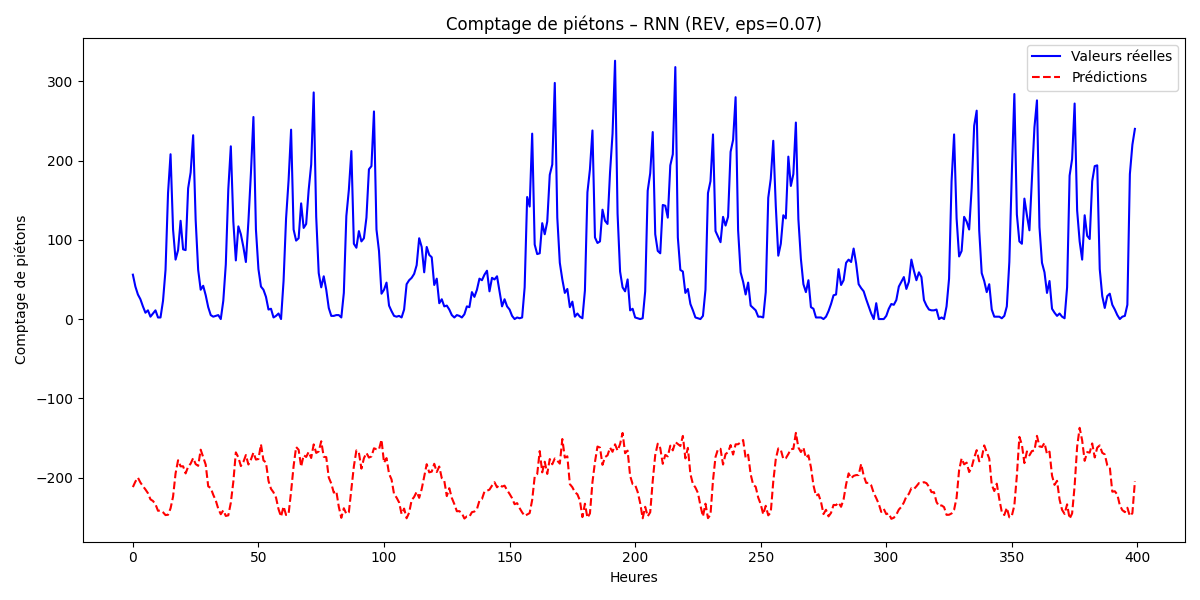 Comptage de piétons – RNN (REV, eps=0.07)
Valeurs réelles
Prédictions
Comptage de piétons
300
200
100
0
−100
−200
0 50 100 150 200 250 300 350 400
Heures